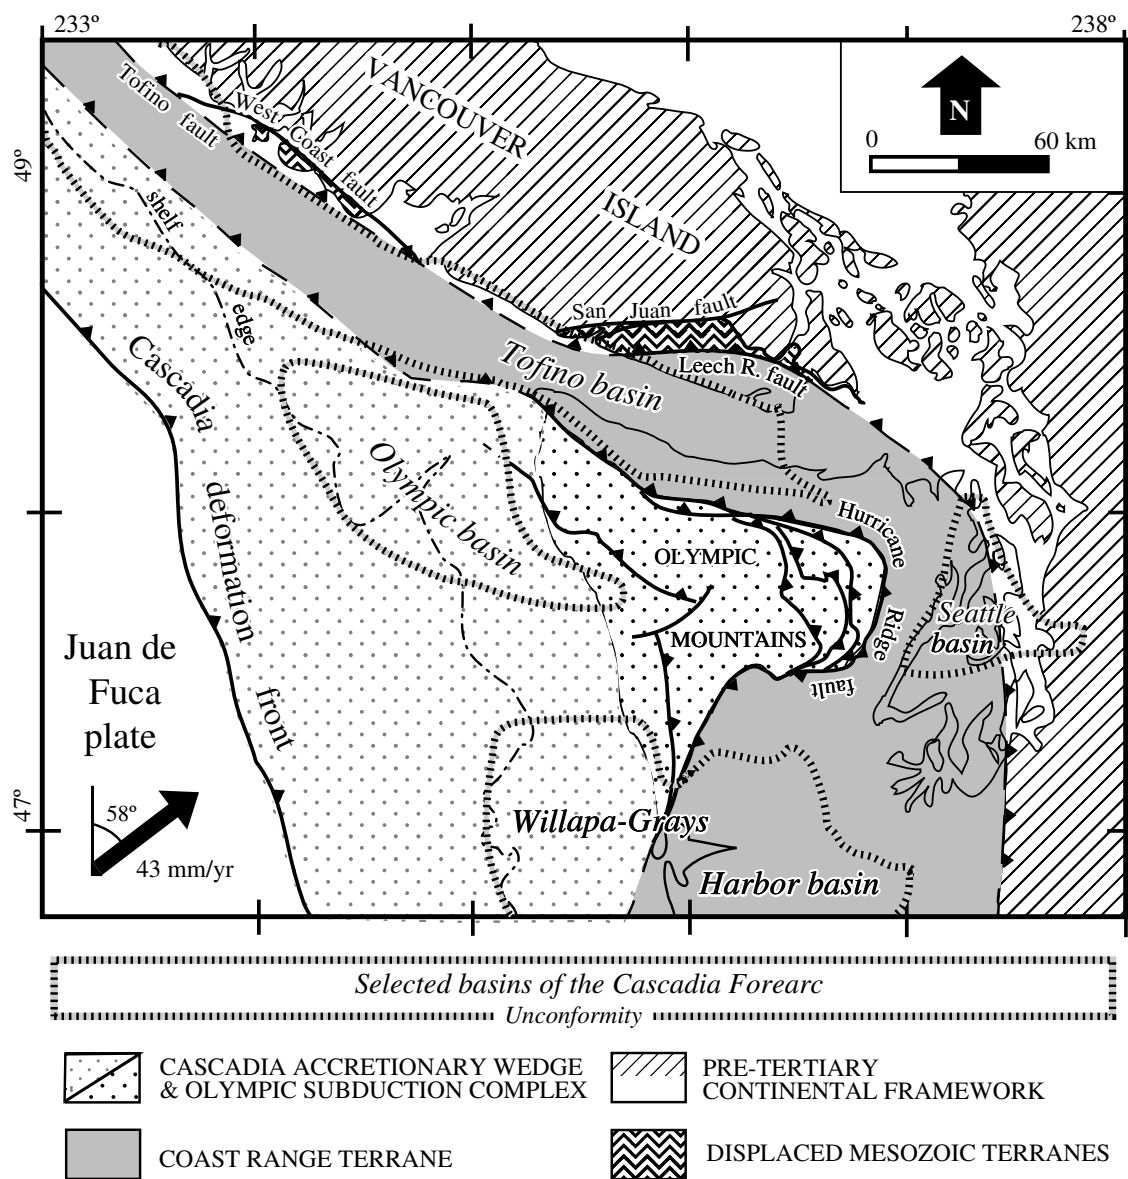 233º
238º
49º
47º
N
0
60 km
Tofino
fault
West Coast
fault
VANCOUVER
ISLAND
shelf
edge
San Juan fault
Leech R. fault
Tofino basin
Cascadia
deformation
front
Olympic basin
OLYMPIC
MOUNTAINS
Hurricane
Ridge
fault
Seattle
basin
Juan de
Fuca
plate
58º
43 mm/yr
Willapa-Grays
Harbor basin
Selected basins of the Cascadia Forearc
Unconformity
CASCADIA ACCRETIONARY WEDGE
& OLYMPIC SUBDUCTION COMPLEX
PRE-TERTIARY
CONTINENTAL FRAMEWORK
COAST RANGE TERRANE
DISPLACED MESOZOIC TERRANES